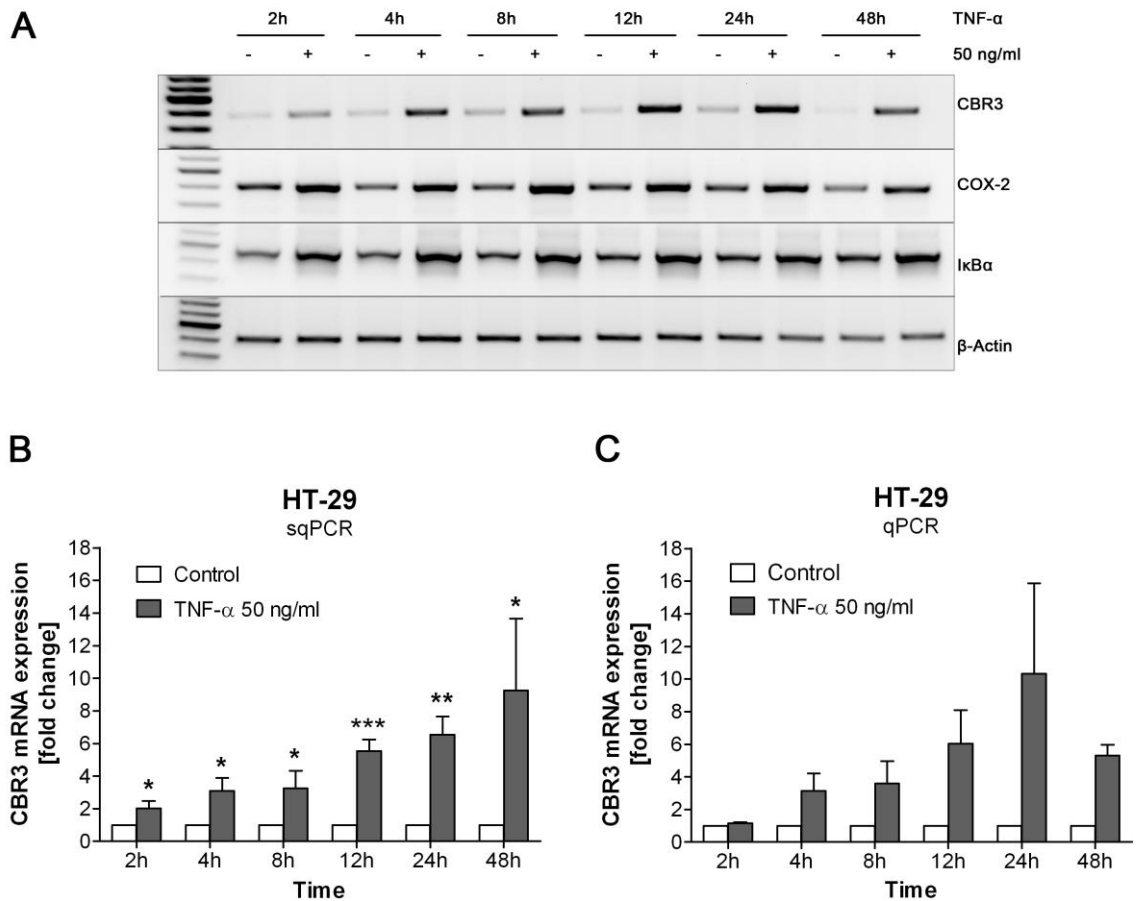 A
2h 4h 8h 12h 24h 48h TNF-α
- + - + - + - + - + - + 50 ng/ml
CBR3
COX-2
IκBα
β-Actin
B
HT-29
sqPCR
CBR3 mRNA expression
[fold change]
18
16
14
12
10
8
6
4
2
0
Control
TNF-α 50 ng/ml
* * * *** ** *
2h 4h 8h 12h 24h 48h
Time
C
HT-29
qPCR
CBR3 mRNA expression
[fold change]
18
16
14
12
10
8
6
4
2
0
Control
TNF-α 50 ng/ml
2h 4h 8h 12h 24h 48h
Time